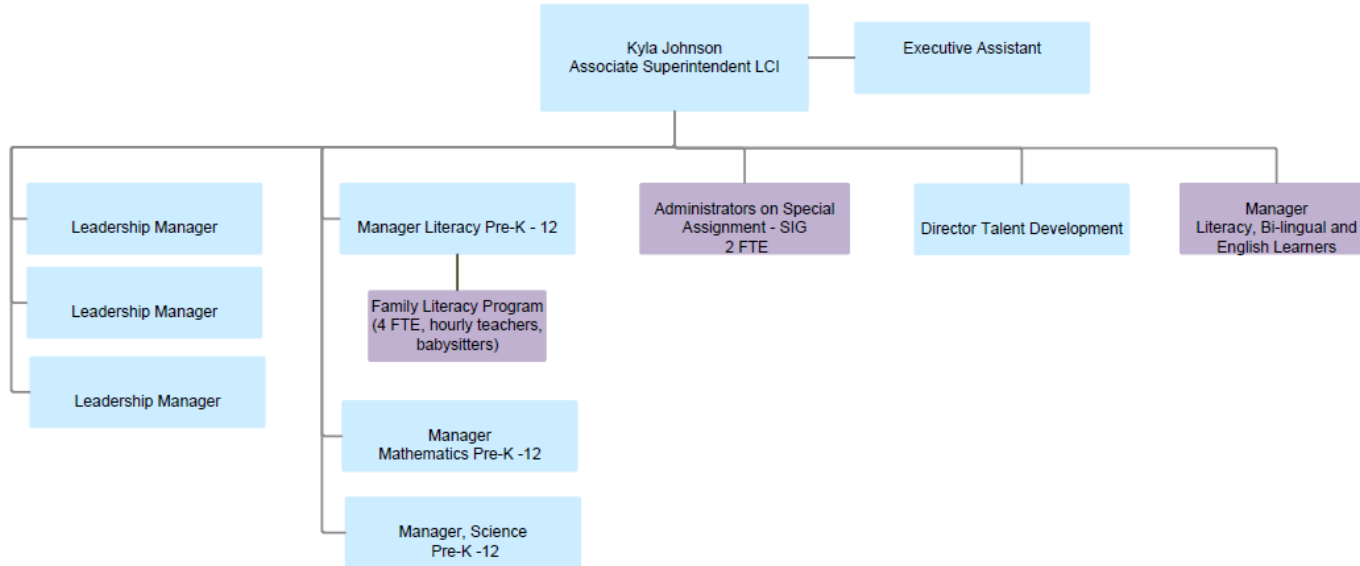 Kyla Johnson
Associate Superintendent LCI
Executive Assistant
Leadership Manager
Leadership Manager
Leadership Manager
Manager Literacy Pre-K - 12
Family Literacy Program
(4 FTE, hourly teachers,
babysitters)
Manager
Mathematics Pre-K -12
Manager, Science
Pre-K -12
Administrators on Special
Assignment - SIG
2 FTE
Director Talent Development
Manager
Literacy, Bi-lingual and
English Learners